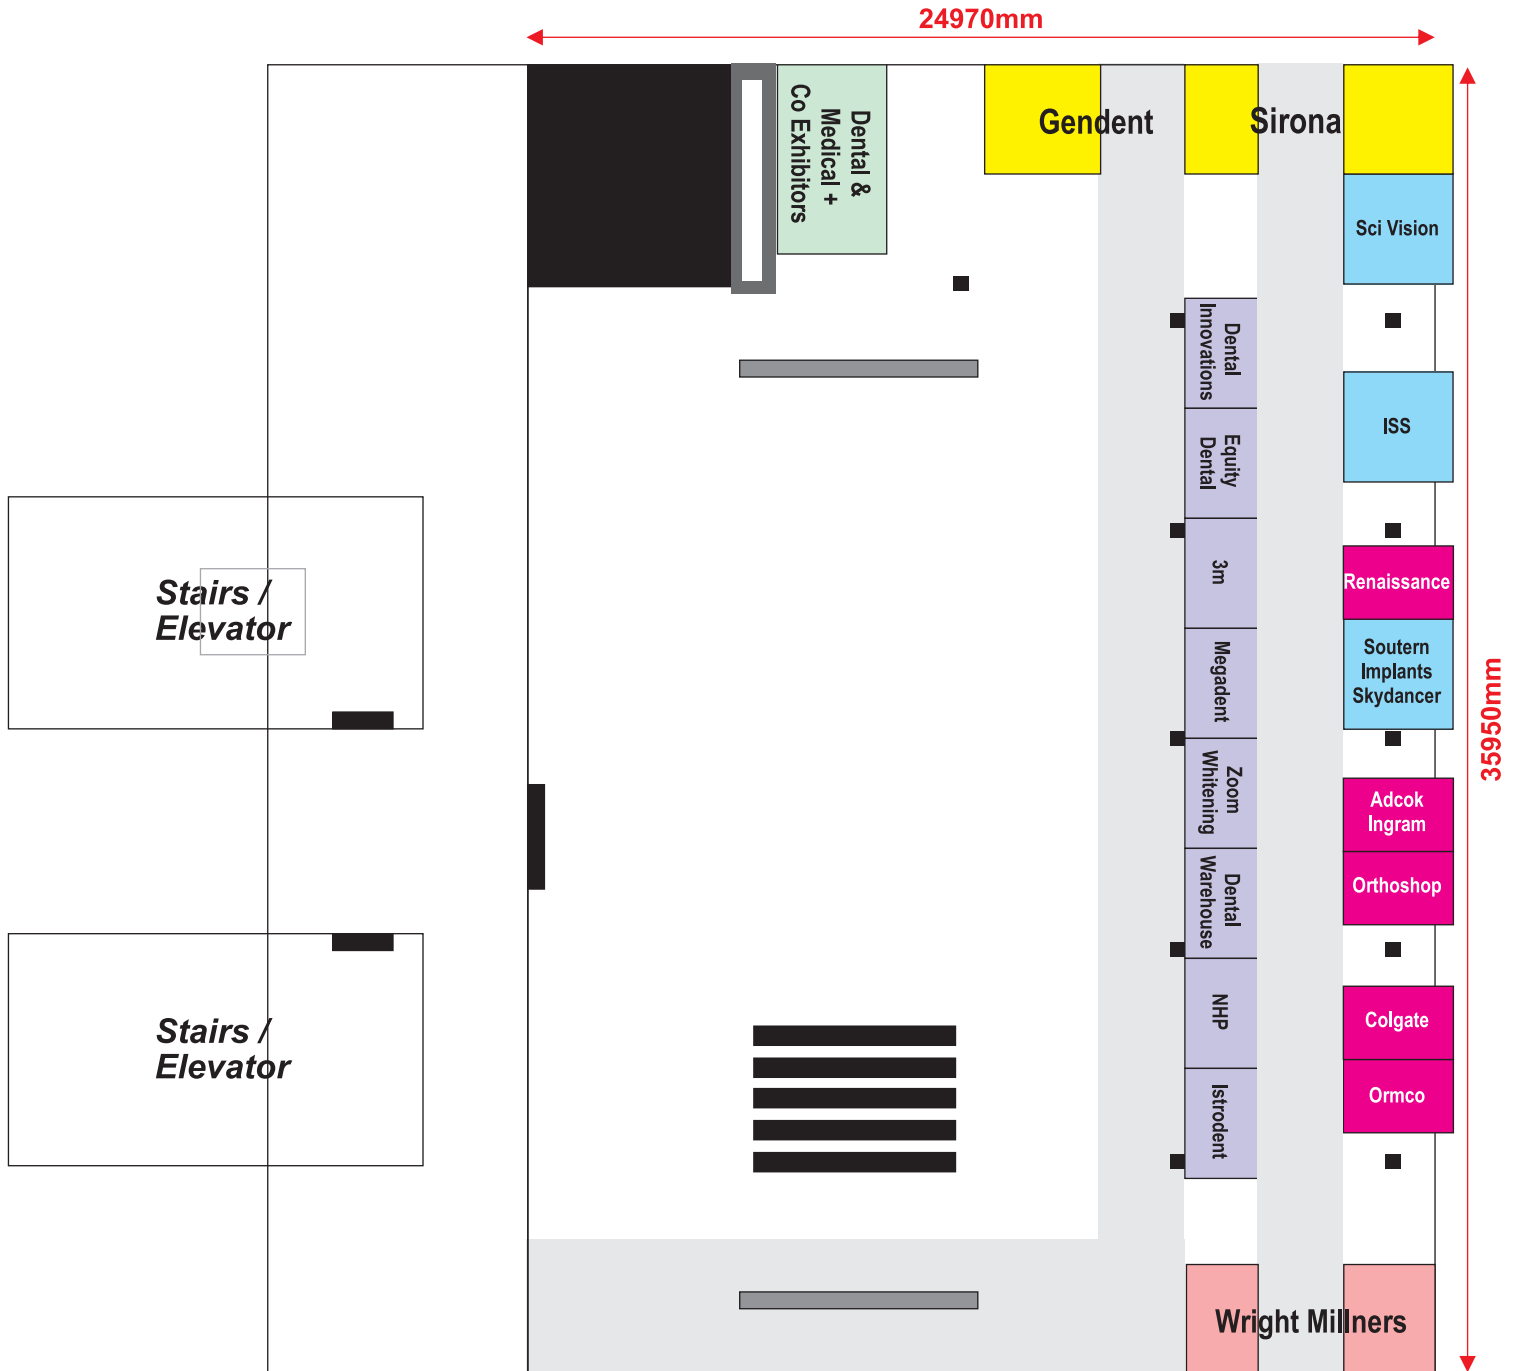 24970mm
Dental &
Medical +
Co Exhibitors
Gendent
Sirona
Sci Vision
Dental
Innovations
ISS
Equity
Dental
3m
Renaissance
Stairs /
Elevator
Soutern
Implants
Skydancer
Megadent
35950mm
Zoom
Whitening
Adcok
Ingram
Dental
Warehouse
Orthoshop
NHP
Colgate
Stairs /
Elevator
Istrodent
Ormco
Wright Millners